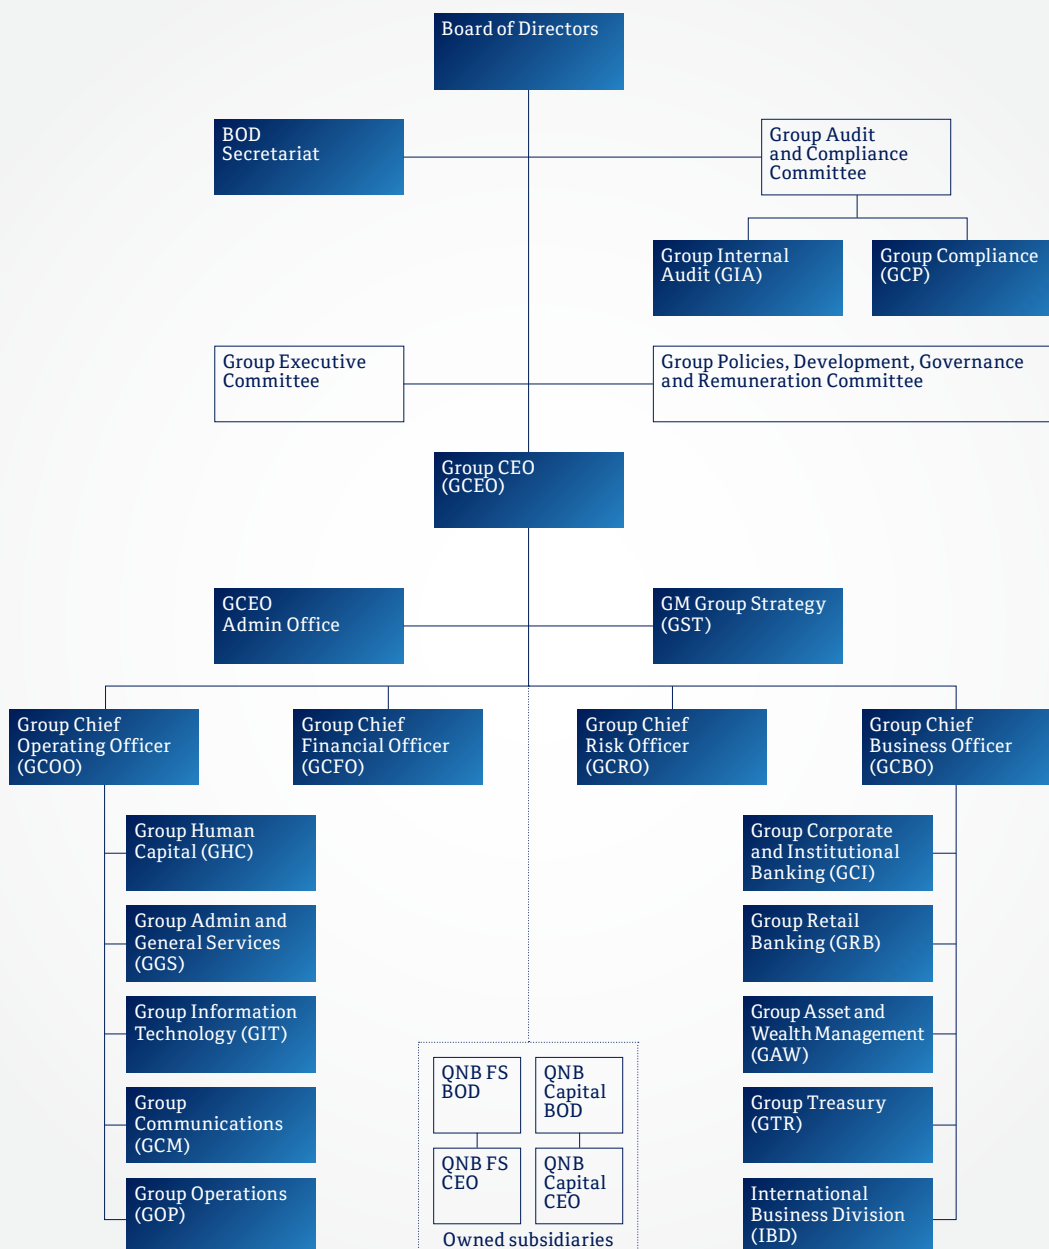 Board of Directors
BOD
Secretariat
Group Audit
and Compliance
Committee
Group Internal
Audit (GIA)
Group Compliance
(GCP)
Group Executive
Committee
Group Policies, Development, Governance
and Remuneration Committee
Group CEO
(GCEO)
GCEO
Admin Office
GM Group Strategy
(GST)
Group Chief
Operating Officer
(GCOO)
Group Chief
Financial Officer
(GCFO)
Group Chief
Risk Officer
(GCRO)
Group Chief
Business Officer
(GCBO)
Group Human
Capital (GHC)
Group Admin and
General Services
(GGS)
Group Information
Technology (GIT)
Group
Communications
(GCM)
Group Operations
(GOP)
QNB FS
BOD
QNB
Capital
BOD
QNB FS
CEO
QNB
Capital
CEO
Owned subsidiaries
Group Corporate
and Institutional
Banking (GCI)
Group Retail
Banking (GRB)
Group Asset and
Wealth Management
(GAW)
Group Treasury
(GTR)
International
Business Division
(IBD)